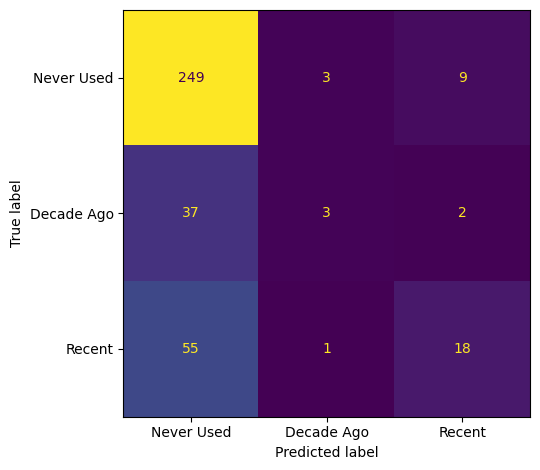 Never Used 249 3 9
Decade Ago 37 3 2
Recent 55 1 18
Never Used Decade Ago Recent
Predicted label
True label